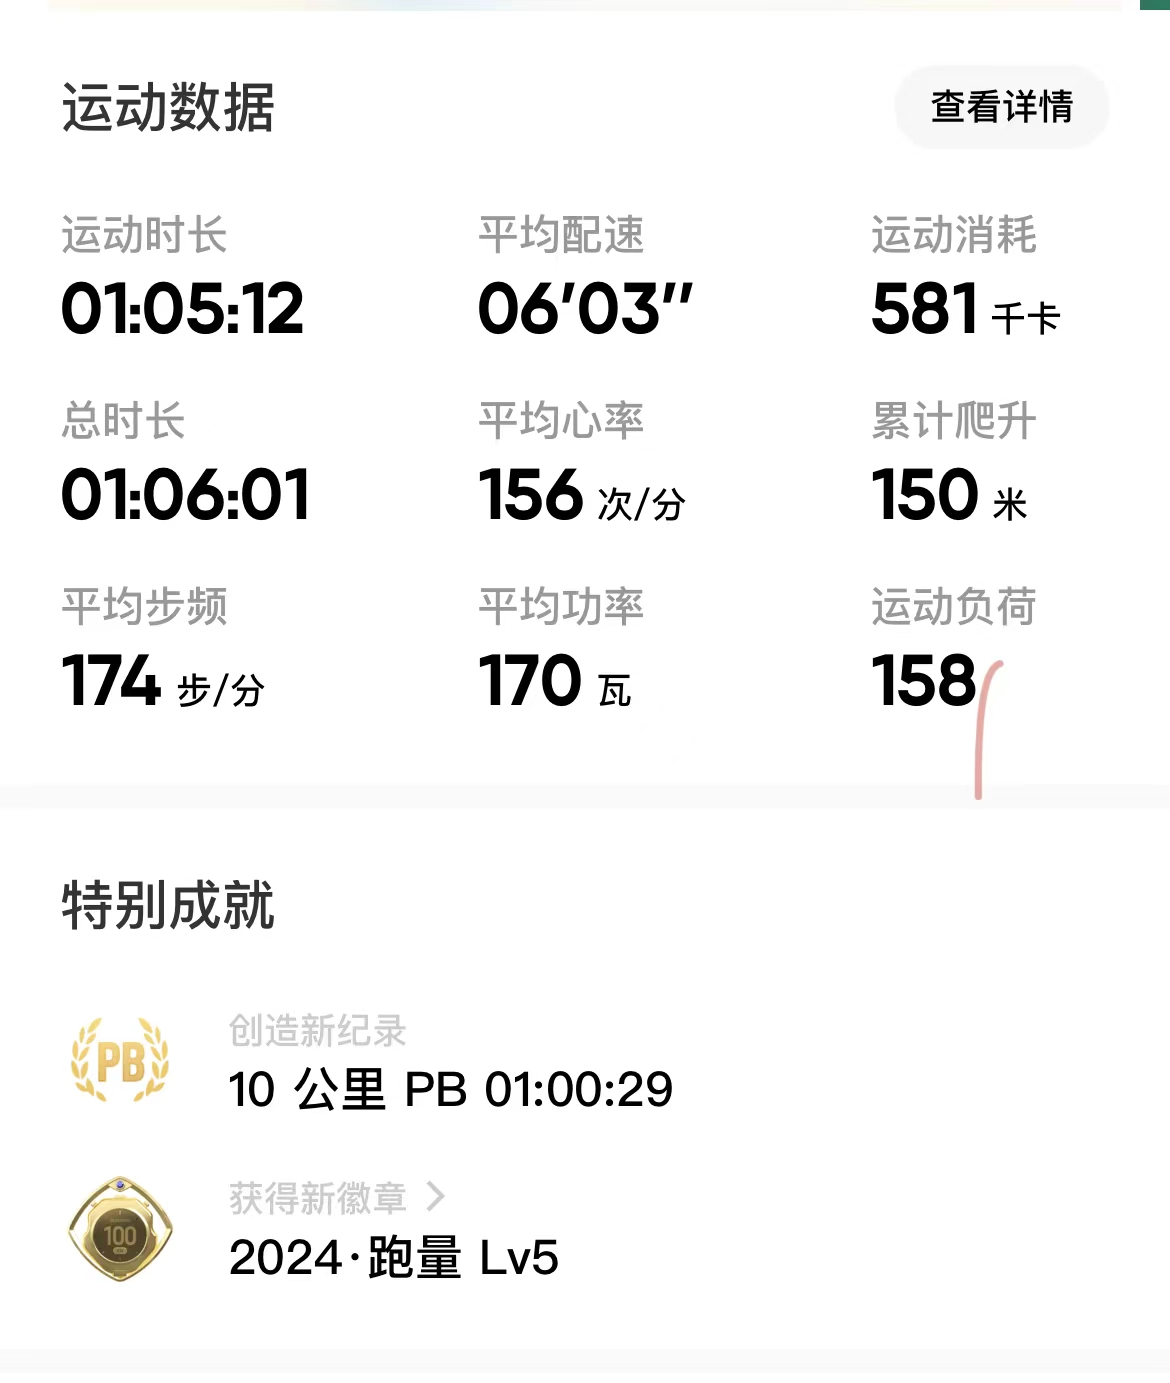 运动数据
查看详情
运动时长 平均配速 运动消耗
01:05:12 06'03" 581 千卡
总时长 平均心率 累计爬升
01:06:01 156 次/分 150 米
平均步频 平均功率 运动负荷
174 步/分 170 瓦 158
特别成就
创造新纪录
PB
10 公里 PB 01:00:29
获得新徽章
100
2024·跑量 Lv5